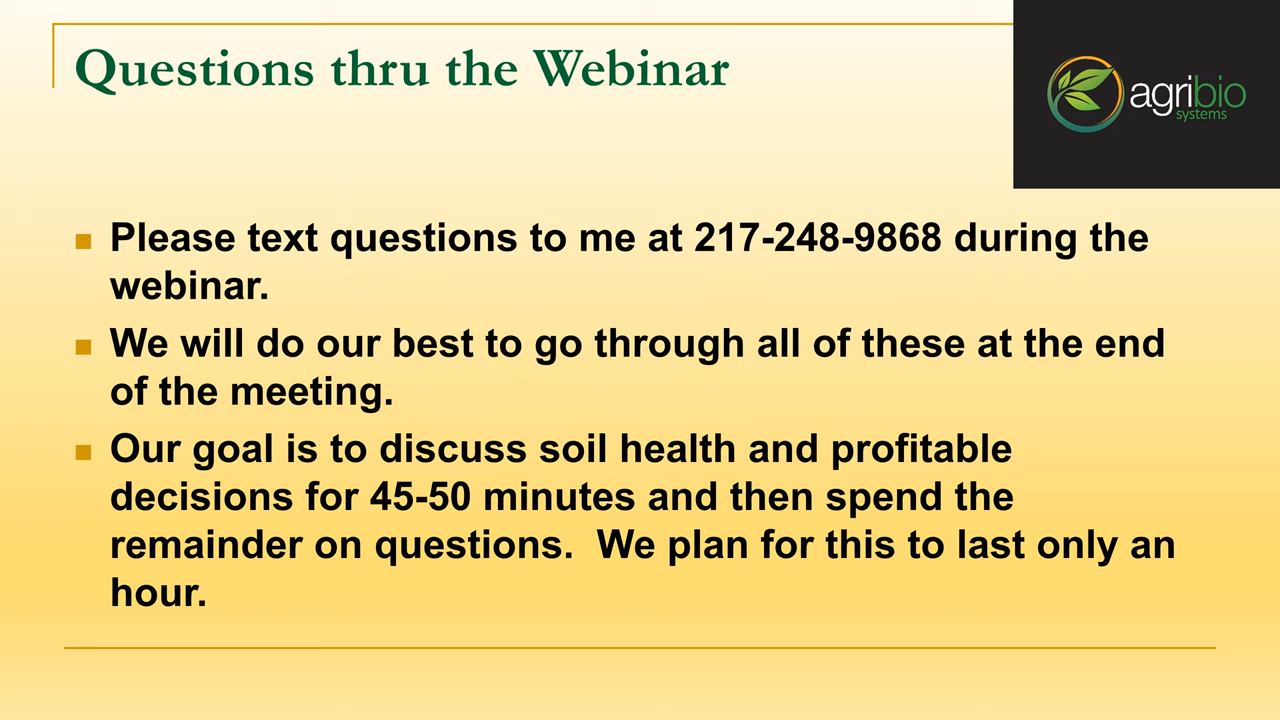 Questions thru the Webinar
agribio
systems
Please text questions to me at 217-248-9868 during the
webinar.
We will do our best to go through all of these at the end
of the meeting.
Our goal is to discuss soil health and profitable
decisions for 45-50 minutes and then spend the
remainder on questions.  We plan for this to last only an
hour.